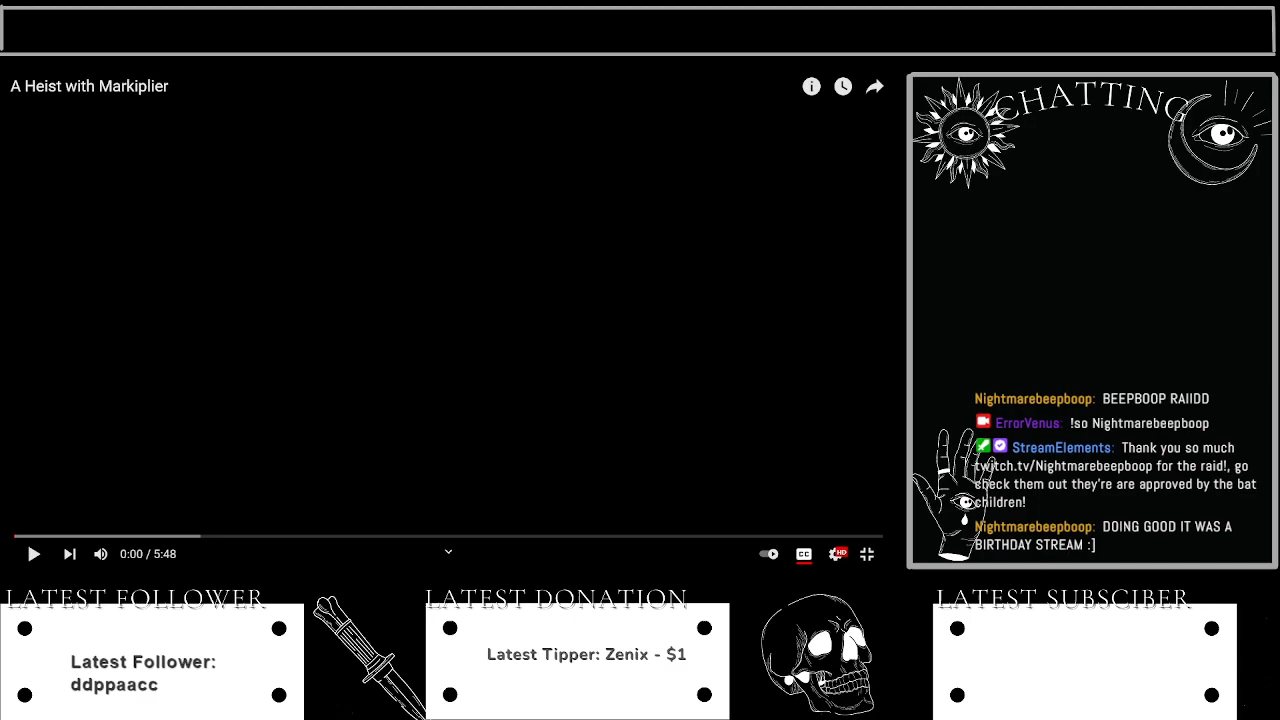 A Heist with Markiplier
CHATTING
Nightmarebeepboop: BEEPBOOP RAIIDD
ErrorVenus: !so Nightmarebeepboop
StreamElements: Thank you so much
twitch.tv/Nightmarebeepboop for the raid!, go
check them out they're are approved by the bat
children!
Nightmarebeepboop: DOING GOOD IT WAS A
BIRTHDAY STREAM :]
0:00 / 5:48
CC
HD
LATEST FOLLOWER
LATEST DONATION
LATEST SUBSCIBER
Latest Follower:
ddppaacc
Latest Tipper: Zenix - $1